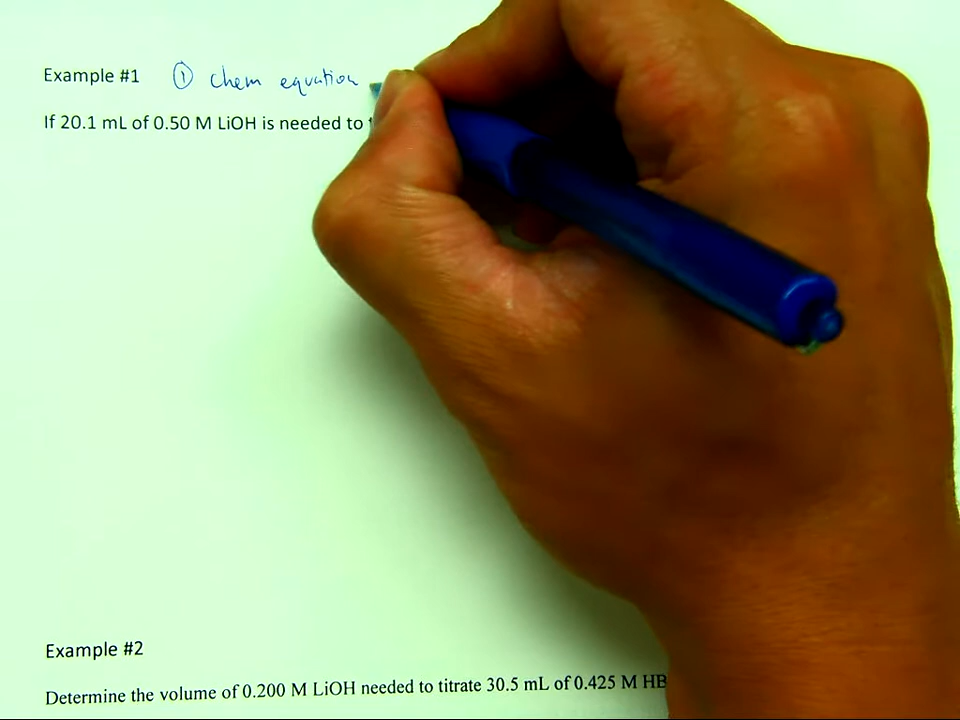 Example #1 ① chem equation
If 20.1 mL of 0.50 M LiOH is needed to
Example #2
Determine the volume of 0.200 M LiOH needed to titrate 30.5 mL of 0.425 M HB